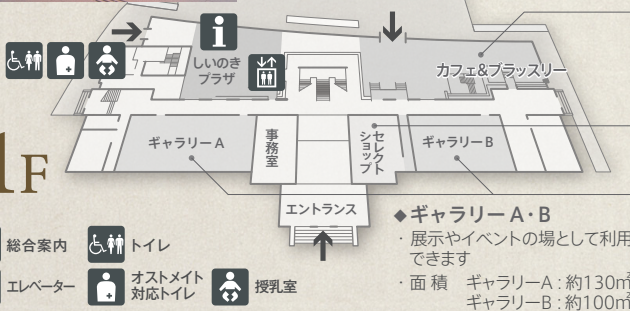 しいのき
プラザ
カフェ&ブラッスリー
ギャラリーA
事務室
セレクト
ショップ
ギャラリーB
1F
エントランス
◆ギャラリーA・B
・展示やイベントの場として利用
できます
・面積 ギャラリーA:約130㎡
ギャラリーB:約100㎡
総合案内
トイレ
エレベーター
オストメイト
対応トイレ
授乳室